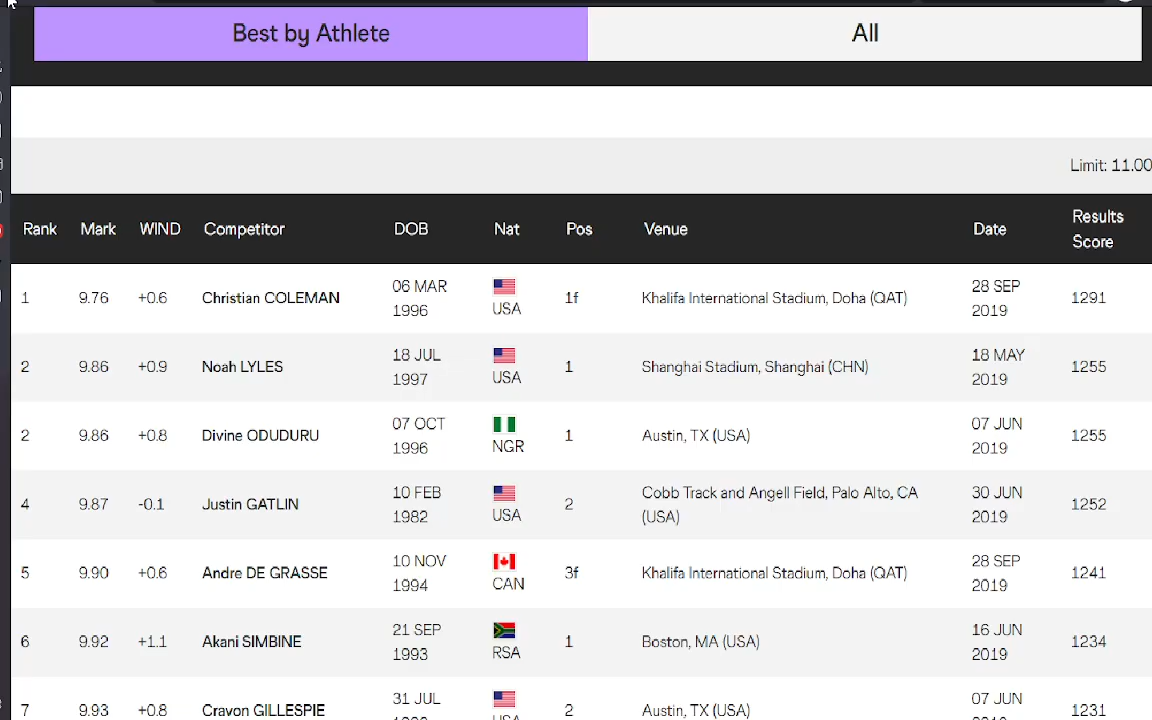 Best by Athlete All
Limit: 11.00
Rank Mark WIND Competitor DOB Nat Pos Venue Date Results Score
1 9.76 +0.6 Christian COLEMAN 06 MAR 1996 USA 1f Khalifa International Stadium, Doha (QAT) 28 SEP 2019 1291
2 9.86 +0.9 Noah LYLES 18 JUL 1997 USA 1 Shanghai Stadium, Shanghai (CHN) 18 MAY 2019 1255
2 9.86 +0.8 Divine ODUDURU 07 OCT 1996 NGR 1 Austin, TX (USA) 07 JUN 2019 1255
4 9.87 -0.1 Justin GATLIN 10 FEB 1982 USA 2 Cobb Track and Angell Field, Palo Alto, CA (USA) 30 JUN 2019 1252
5 9.90 +0.6 Andre DE GRASSE 10 NOV 1994 CAN 3f Khalifa International Stadium, Doha (QAT) 28 SEP 2019 1241
6 9.92 +1.1 Akani SIMBINE 21 SEP 1993 RSA 1 Boston, MA (USA) 16 JUN 2019 1234
7 9.93 +0.8 Cravon GILLESPIE 31 JUL USA 2 Austin, TX (USA) 07 JUN 1231